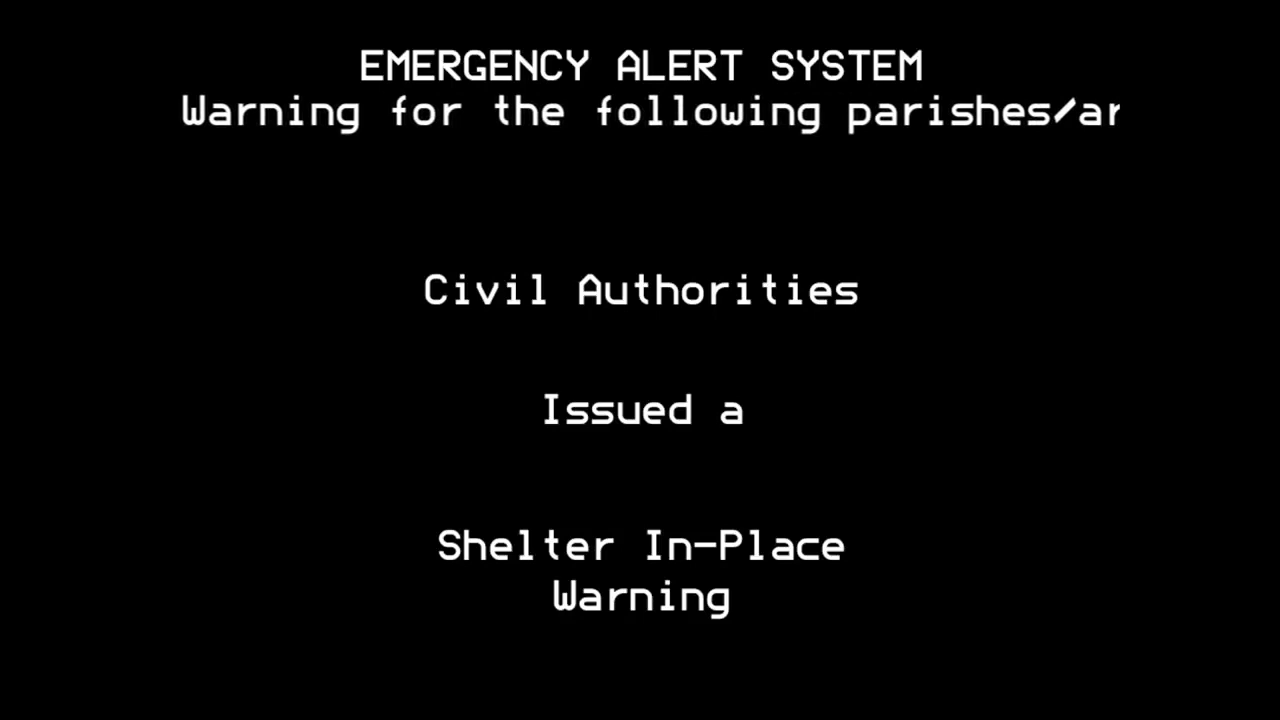 EMERGENCY ALERT SYSTEM
Warning for the following parishes/ar
Civil Authorities
Issued a
Shelter In-Place
Warning